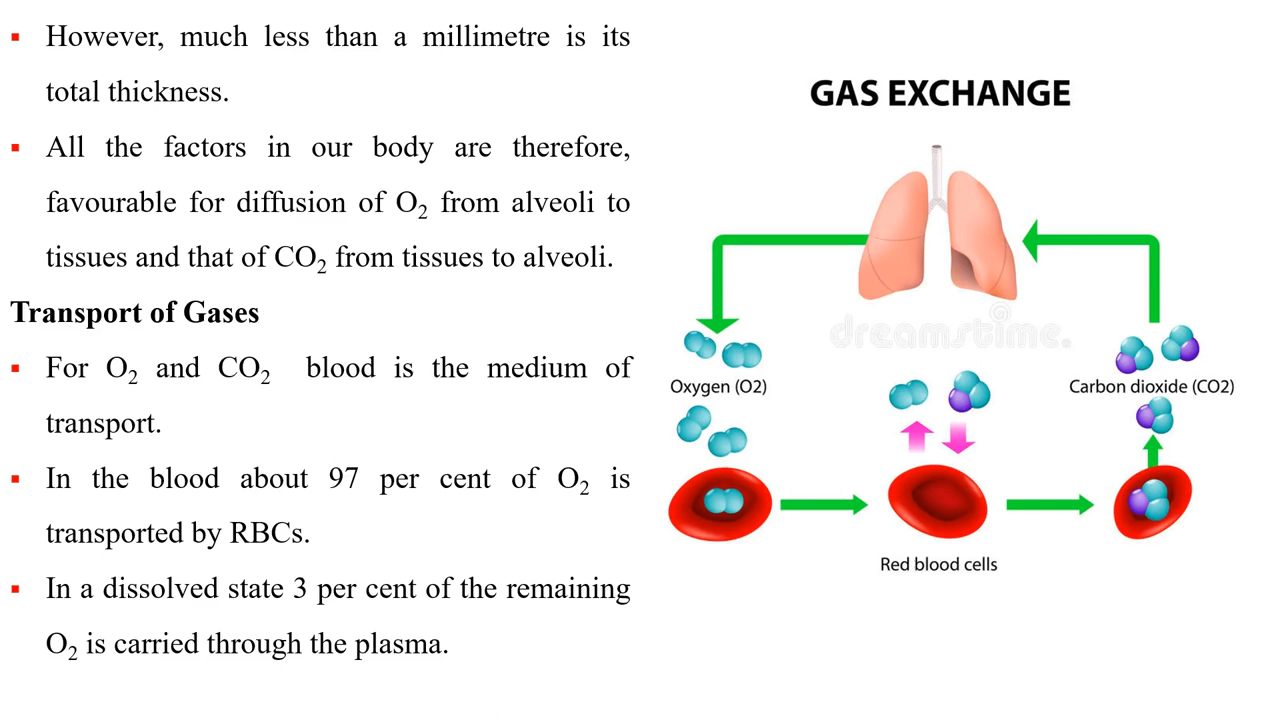 ▪ However, much less than a millimetre is its
total thickness.
▪ All the factors in our body are therefore,
favourable for diffusion of O₂ from alveoli to
tissues and that of CO₂ from tissues to alveoli.
Transport of Gases
▪ For O₂ and CO₂ blood is the medium of
transport.
▪ In the blood about 97 per cent of O₂ is
transported by RBCs.
▪ In a dissolved state 3 per cent of the remaining
O₂ is carried through the plasma.
GAS EXCHANGE
dreamstime.
Oxygen (O2)
Carbon dioxide (CO2)
Red blood cells